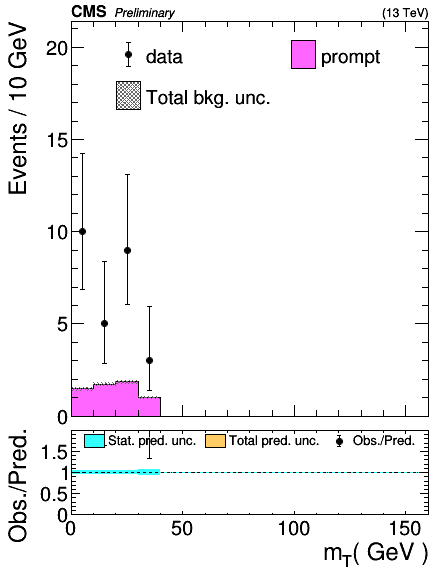 CMS Preliminary (13 TeV)
Events / 10 GeV
20
15
10
5
0
data
prompt
Total bkg. unc.
Obs./Pred.
1.5
1
0.5
0
Stat. pred. unc.
Total pred. unc.
Obs./Pred.
0 50 100 150
m_T( GeV )